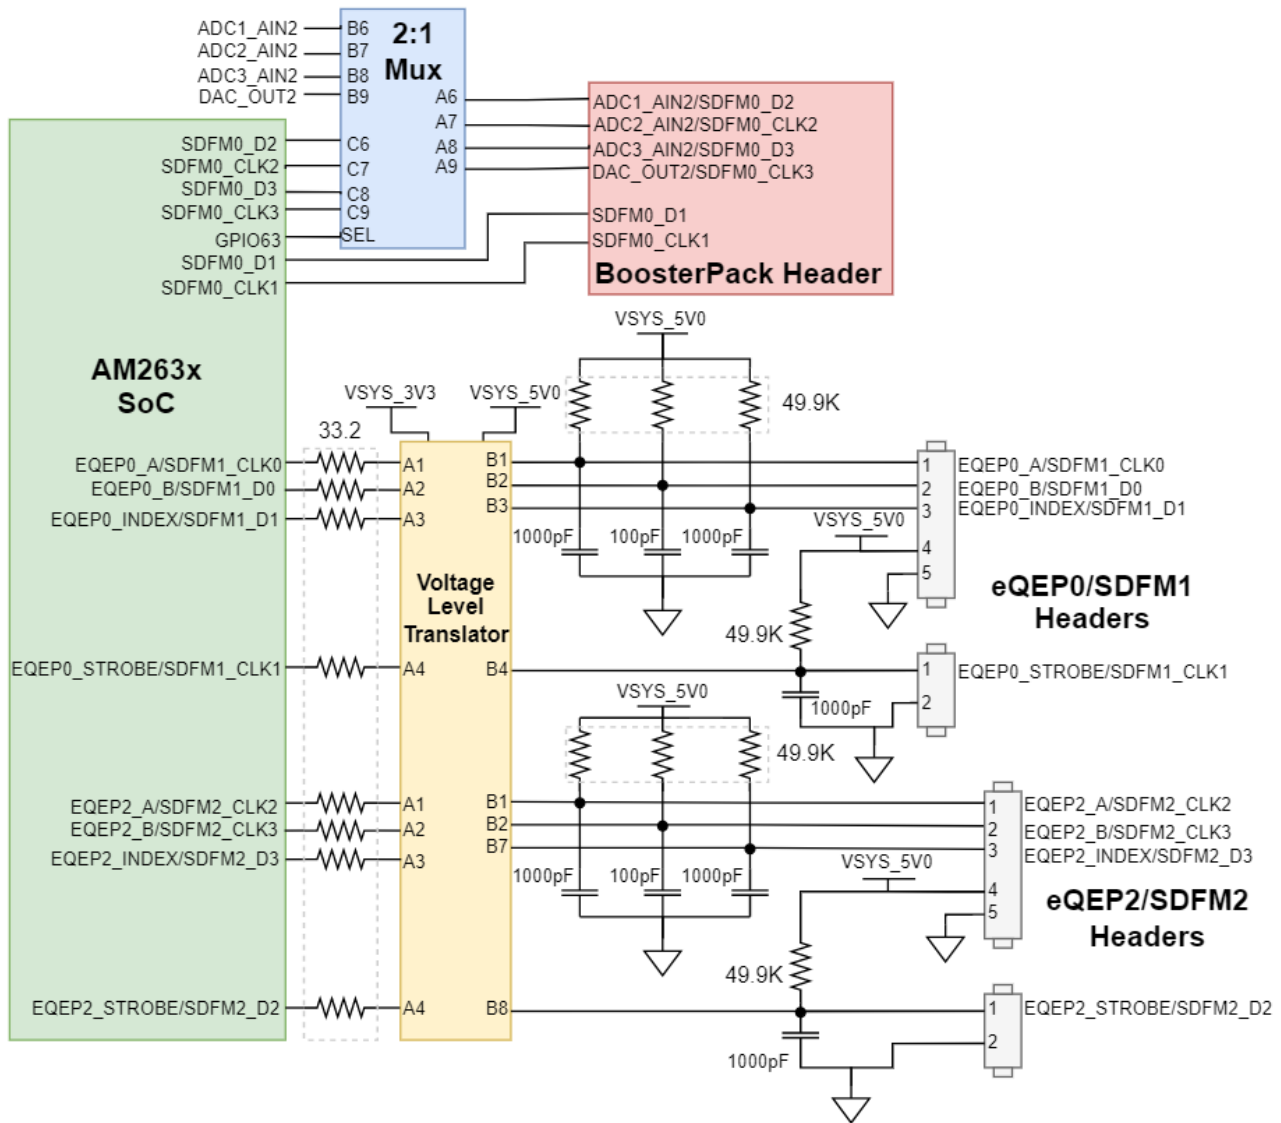 ADC1_AIN2
ADC2_AIN2
ADC3_AIN2
DAC_OUT2
B6
B7
B8
B9
2:1
Mux
A6
A7
A8
A9
C6
C7
C8
C9
SEL
ADC1_AIN2/SDFM0_D2
ADC2_AIN2/SDFM0_CLK2
ADC3_AIN2/SDFM0_D3
DAC_OUT2/SDFM0_CLK3
SDFM0_D1
SDFM0_CLK1
BoosterPack Header
SDFM0_D2
SDFM0_CLK2
SDFM0_D3
SDFM0_CLK3
GPIO63
SDFM0_D1
SDFM0_CLK1
AM263x
SoC
EQEP0_A/SDFM1_CLK0
EQEP0_B/SDFM1_D0
EQEP0_INDEX/SDFM1_D1
EQEP0_STROBE/SDFM1_CLK1
EQEP2_A/SDFM2_CLK2
EQEP2_B/SDFM2_CLK3
EQEP2_INDEX/SDFM2_D3
EQEP2_STROBE/SDFM2_D2
33.2
VSYS_3V3
VSYS_5V0
A1
A2
A3
A4
A1
A2
A3
A4
Voltage
Level
Translator
B1
B2
B3
B4
B1
B2
B7
B8
VSYS_5V0
49.9K
1000pF
100pF
1000pF
VSYS_5V0
49.9K
1000pF
1
2
3
4
5
EQEP0_A/SDFM1_CLK0
EQEP0_B/SDFM1_D0
EQEP0_INDEX/SDFM1_D1
eQEP0/SDFM1
Headers
1
2
EQEP0_STROBE/SDFM1_CLK1
VSYS_5V0
49.9K
1000pF
100pF
1000pF
VSYS_5V0
49.9K
1000pF
1
2
3
4
5
EQEP2_A/SDFM2_CLK2
EQEP2_B/SDFM2_CLK3
EQEP2_INDEX/SDFM2_D3
eQEP2/SDFM2
Headers
1
2
EQEP2_STROBE/SDFM2_D2